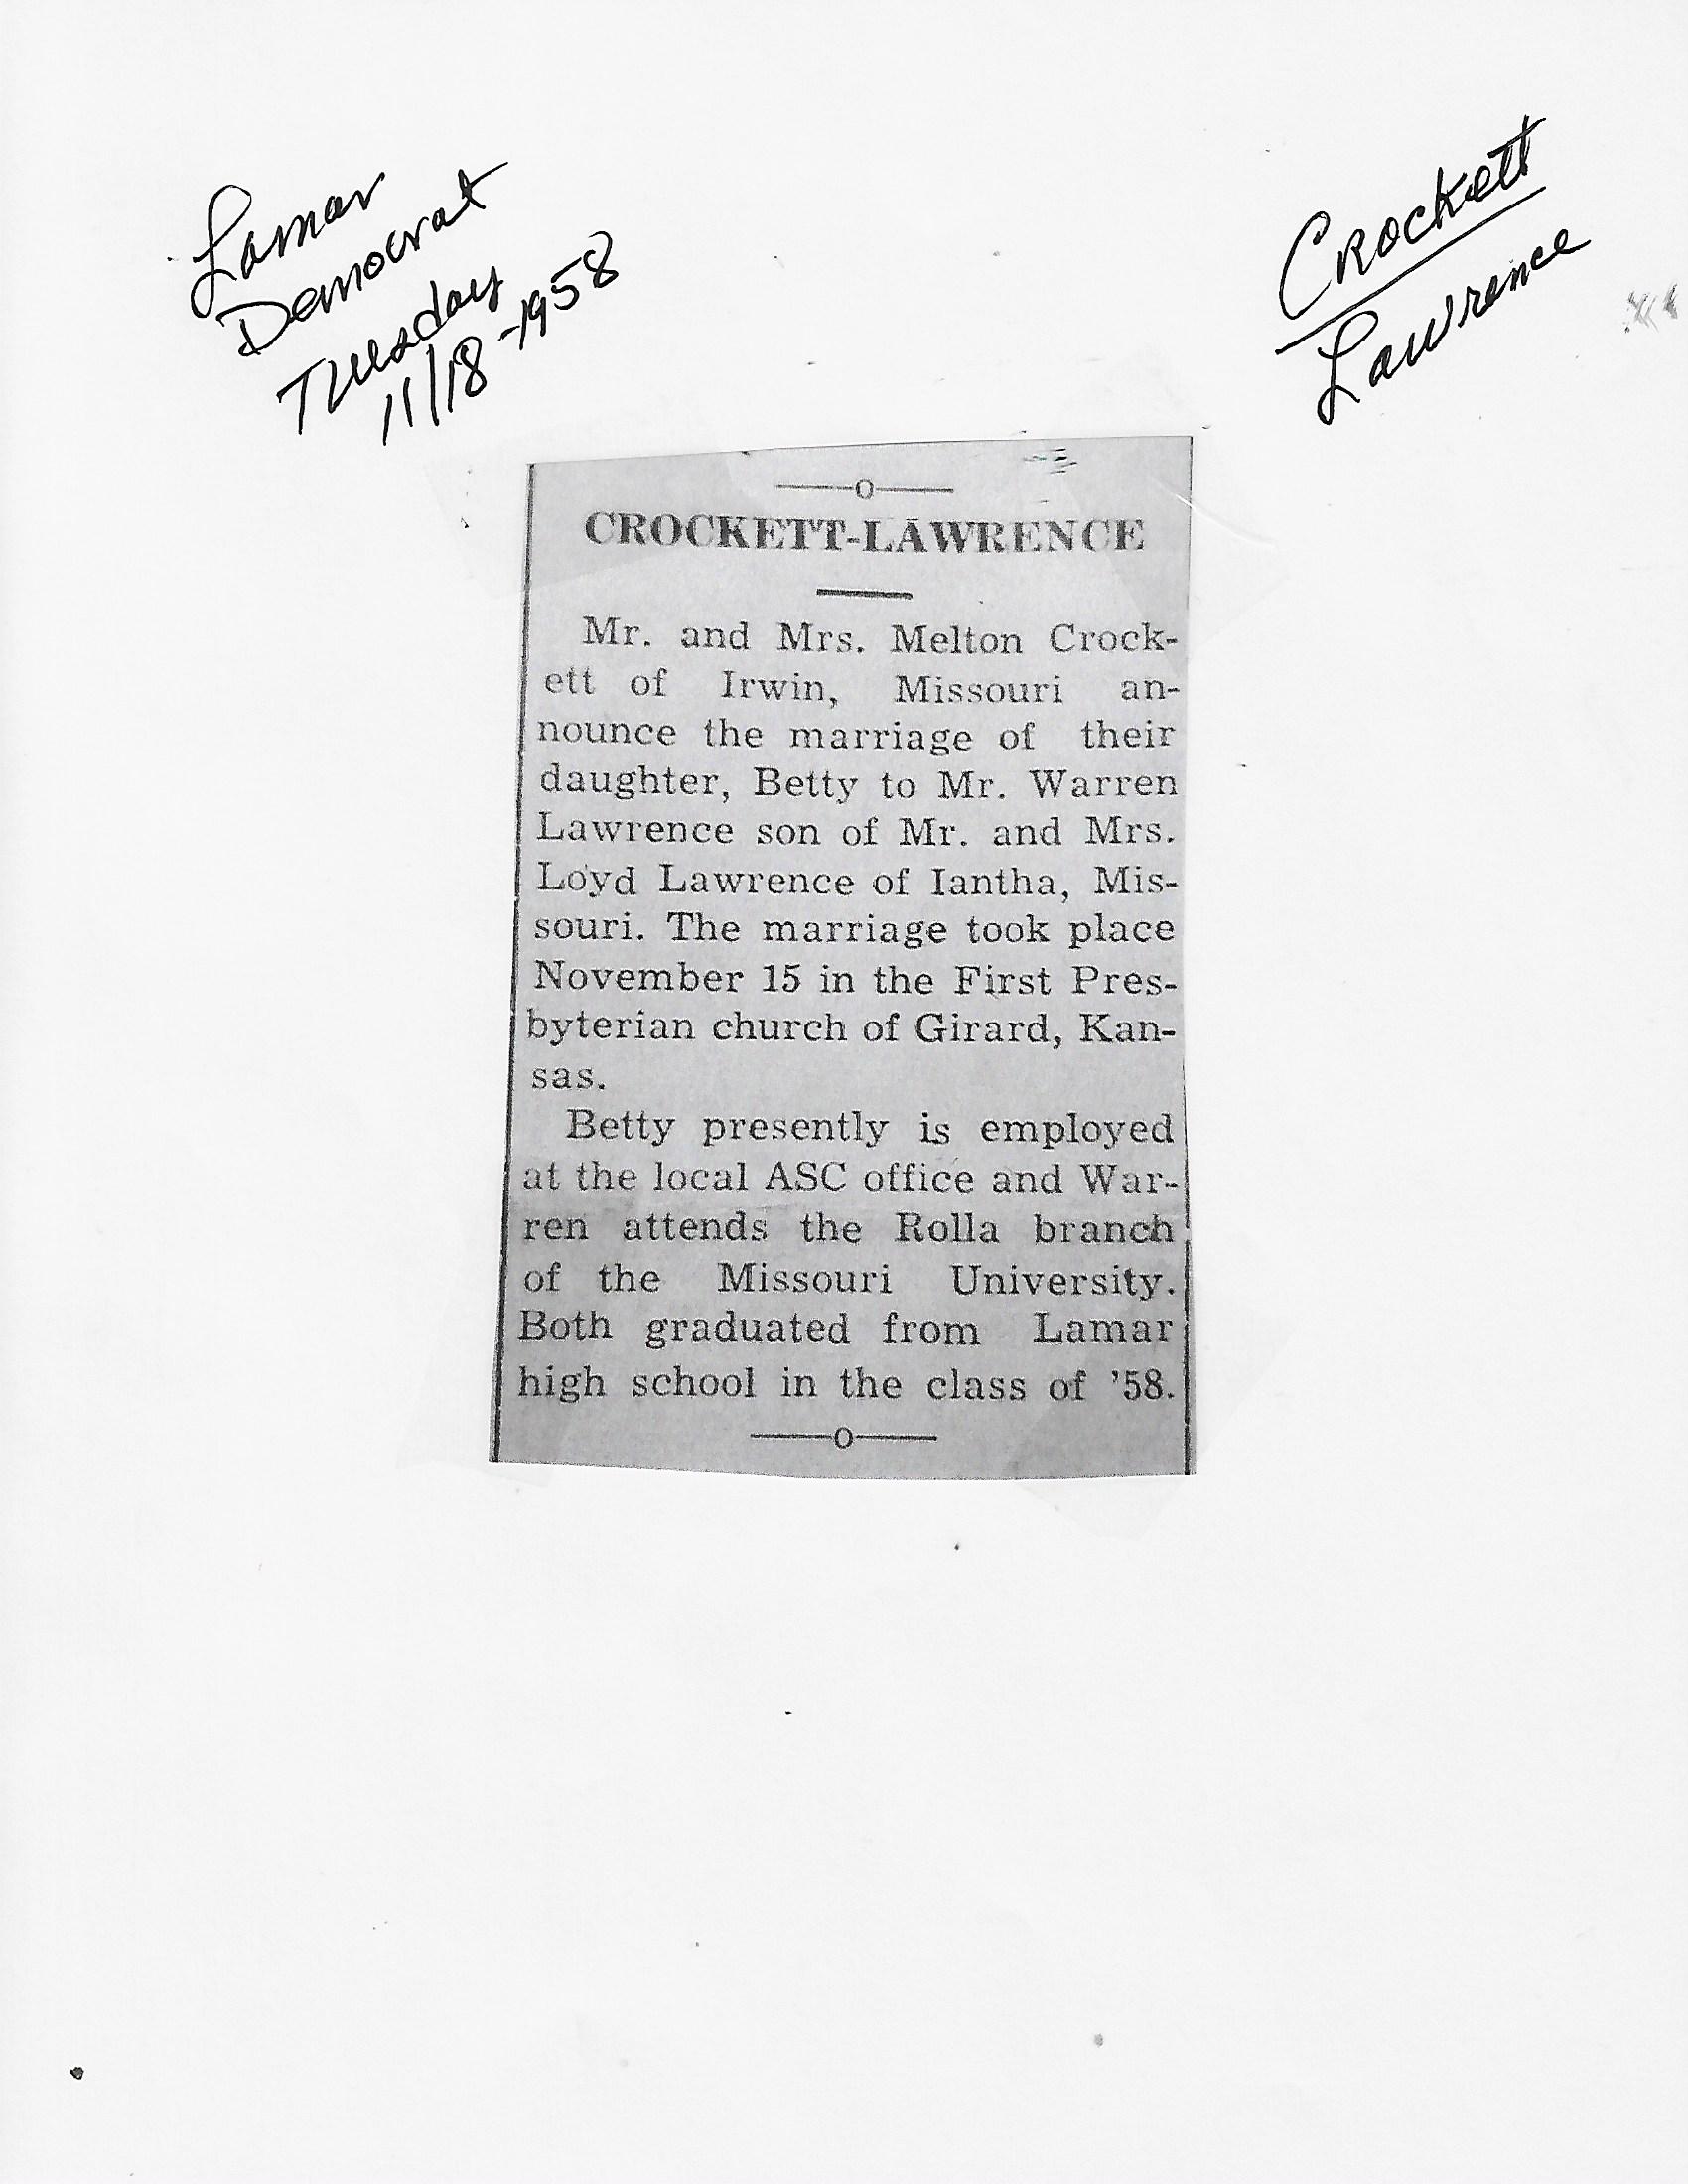 Lamar
Democrat
Tuesday
11/18-1958
Crockett
Lawrence
—o—
CROCKETT-LAWRENCE
Mr. and Mrs. Melton Crock-
ett of Irwin, Missouri an-
nounce the marriage of their
daughter, Betty to Mr. Warren
Lawrence son of Mr. and Mrs.
Loyd Lawrence of Iantha, Mis-
souri. The marriage took place
November 15 in the First Pres-
byterian church of Girard, Kan-
sas.
Betty presently is employed
at the local ASC office and War-
ren attends the Rolla branch
of the Missouri University.
Both graduated from Lamar
high school in the class of '58.
—o—